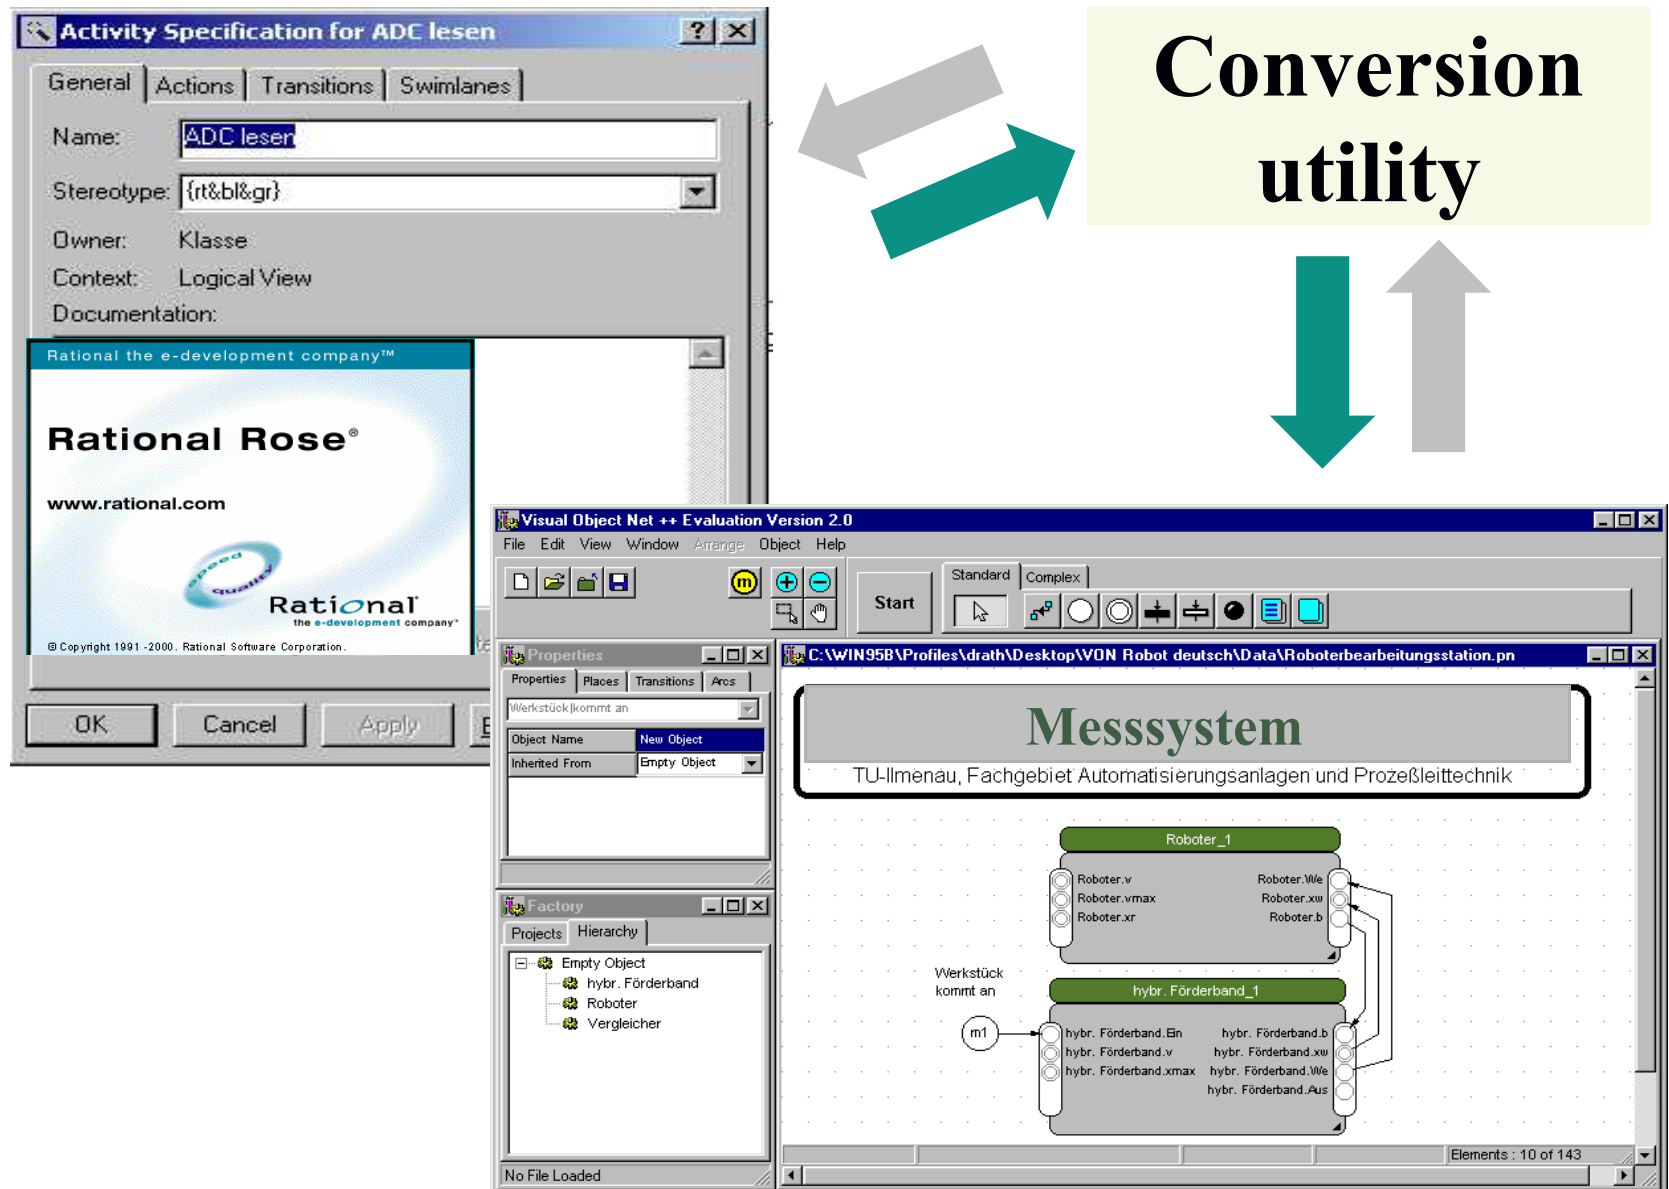 Activity Specification for ADC lesen
General Actions Transitions Swimlanes
Name: ADC lesen
Stereotype: {rt&bl&gr}
Owner: Klasse
Context: Logical View
Documentation:
Rational the e-development company™
Rational Rose®
www.rational.com
speed
quality
Rational
the e-development company™
© Copyright 1991 -2000. Rational Software Corporation.
OK Cancel Apply
Conversion
utility
Visual Object Net ++ Evaluation Version 2.0
File Edit View Window Arrange Object Help
m
Start
Standard Complex
Properties
Properties Places Transitions Arcs
Werkstück|kommt an
Object Name New Object
Inherited From Empty Object
Factory
Projects Hierarchy
Empty Object
hybr. Förderband
Roboter
Vergleicher
No File Loaded
C:\WIN95B\Profiles\drath\Desktop\VON Robot deutsch\Data\Roboterbearbeitungsstation.pn
Messsystem
TU-Ilmenau, Fachgebiet Automatisierungsanlagen und Prozeßleittechnik
Roboter_1
Roboter.v Roboter.We
Roboter.vmax Roboter.xw
Roboter.xr Roboter.b
Werkstück
kommt an
m1
hybr. Förderband_1
hybr. Förderband.Ein hybr. Förderband.b
hybr. Förderband.v hybr. Förderband.xw
hybr. Förderband.xmax hybr. Förderband.We
hybr. Förderband.Aus
Elements : 10 of 143